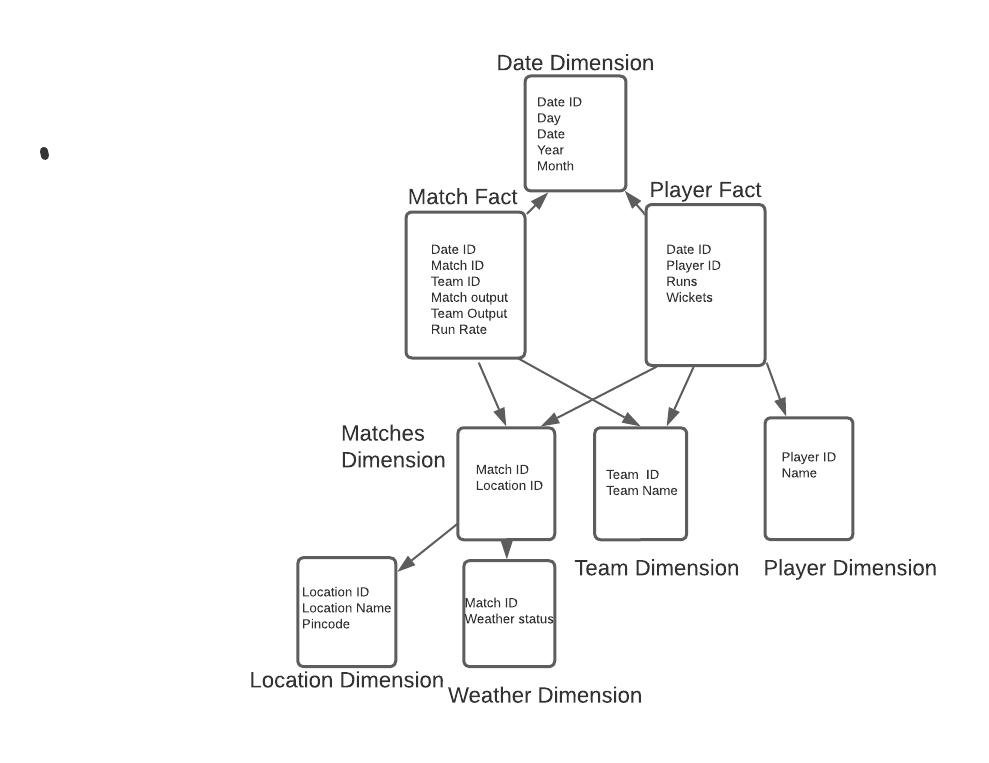 Date Dimension
Date ID
Day
Date
Year
Month
Match Fact
Date ID
Match ID
Team ID
Match output
Team Output
Run Rate
Player Fact
Date ID
Player ID
Runs
Wickets
Matches
Dimension
Match ID
Location ID
Team ID
Team Name
Team Dimension
Player ID
Name
Player Dimension
Location ID
Location Name
Pincode
Location Dimension
Match ID
Weather status
Weather Dimension